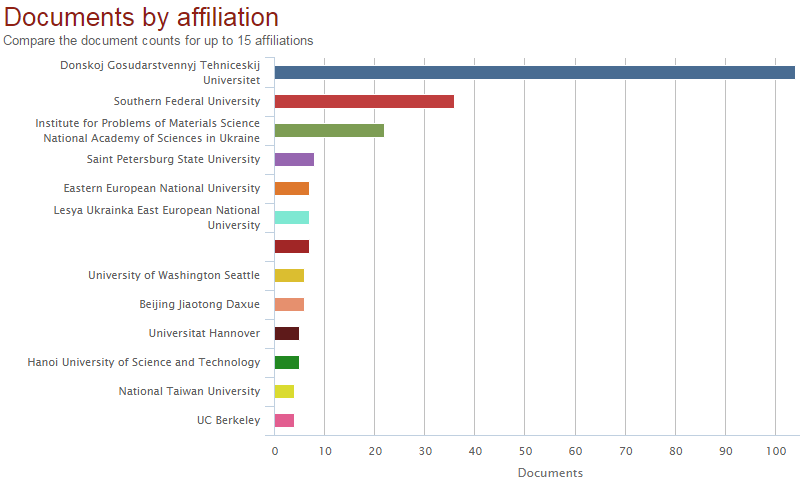 Documents by affiliation
Compare the document counts for up to 15 affiliations
Donskoj Gosudarstvennyj Tehniceskij
Universitet
Southern Federal University
Institute for Problems of Materials Science
National Academy of Sciences in Ukraine
Saint Petersburg State University
Eastern European National University
Lesya Ukrainka East European National
University
University of Washington Seattle
Beijing Jiaotong Daxue
Universitat Hannover
Hanoi University of Science and Technology
National Taiwan University
UC Berkeley
0 10 20 30 40 50 60 70 80 90 100
Documents